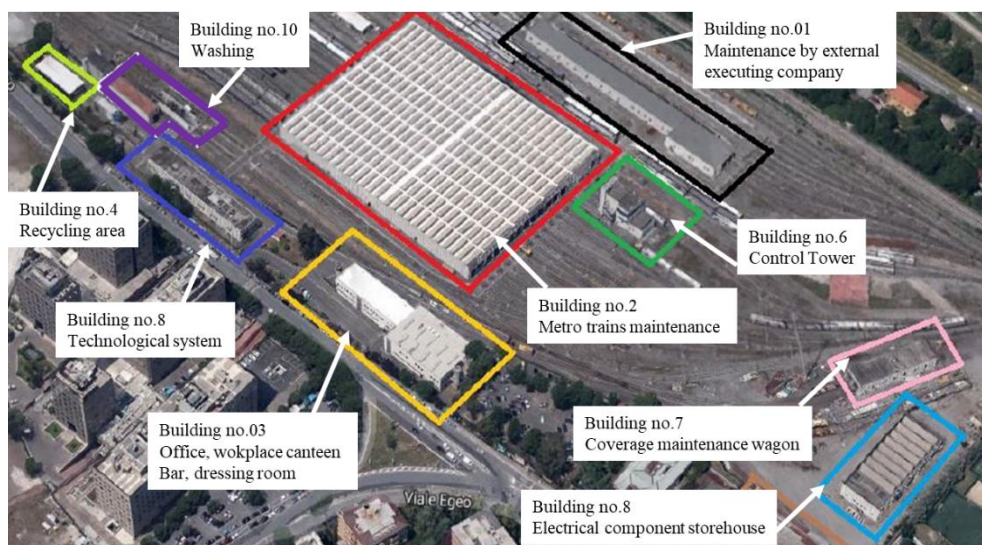 Building no.10
Washing
Building no.01
Maintenance by external
executing company
Building no.4
Recycling area
Building no.6
Control Tower
Building no.8
Technological system
Building no.2
Metro trains maintenance
Building no.03
Office, wokplace canteen
Bar, dressing room
Building no.7
Coverage maintenance wagon
Viale Egeo
Building no.8
Electrical component storehouse